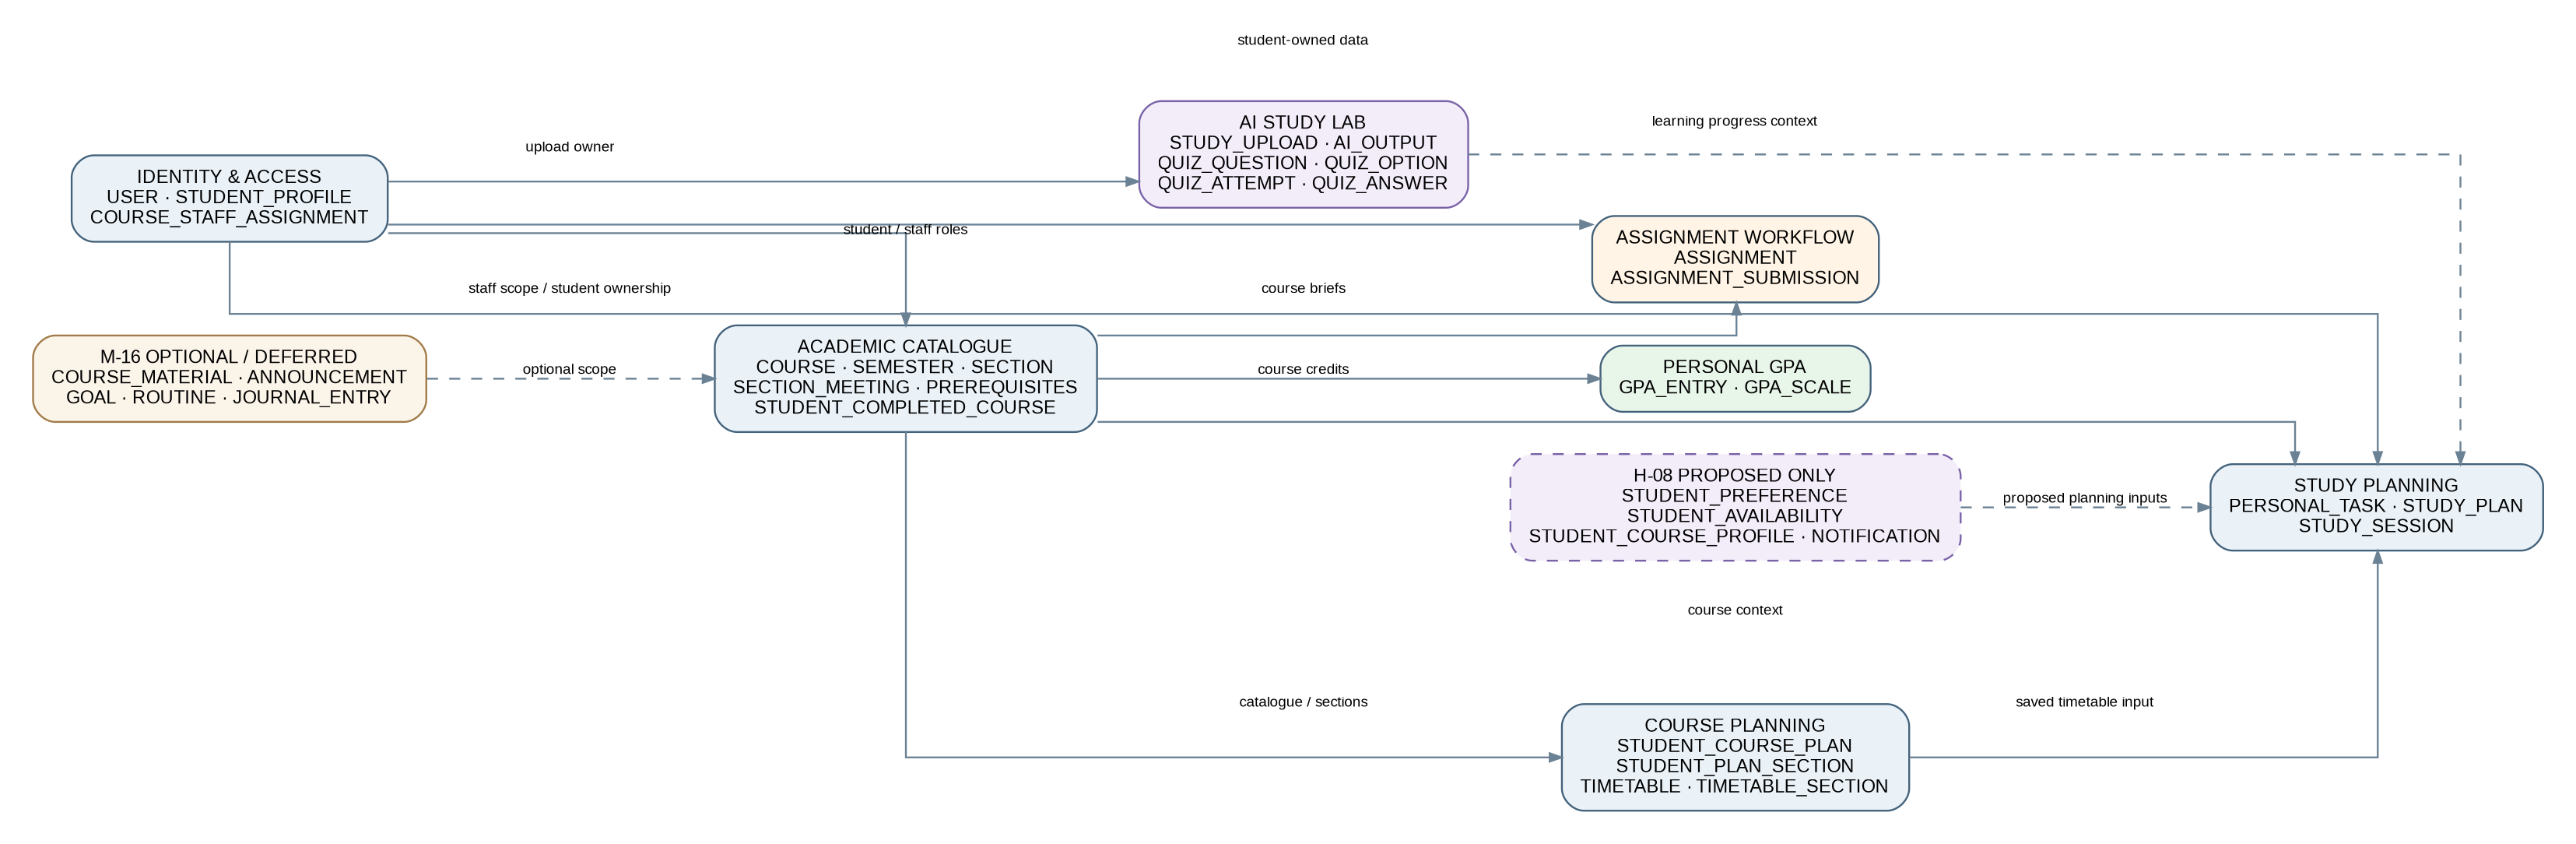 student-owned data
AI STUDY LAB
STUDY_UPLOAD · AI_OUTPUT
QUIZ_QUESTION · QUIZ_OPTION
QUIZ_ATTEMPT · QUIZ_ANSWER
learning progress context
upload owner
IDENTITY & ACCESS
USER · STUDENT_PROFILE
COURSE_STAFF_ASSIGNMENT
student / staff roles
ASSIGNMENT WORKFLOW
ASSIGNMENT
ASSIGNMENT_SUBMISSION
staff scope / student ownership
course briefs
M-16 OPTIONAL / DEFERRED
COURSE_MATERIAL · ANNOUNCEMENT
GOAL · ROUTINE · JOURNAL_ENTRY
optional scope
ACADEMIC CATALOGUE
COURSE · SEMESTER · SECTION
SECTION_MEETING · PREREQUISITES
STUDENT_COMPLETED_COURSE
course credits
PERSONAL GPA
GPA_ENTRY · GPA_SCALE
H-08 PROPOSED ONLY
STUDENT_PREFERENCE
STUDENT_AVAILABILITY
STUDENT_COURSE_PROFILE · NOTIFICATION
proposed planning inputs
STUDY PLANNING
PERSONAL_TASK · STUDY_PLAN
STUDY_SESSION
course context
catalogue / sections
COURSE PLANNING
STUDENT_COURSE_PLAN
STUDENT_PLAN_SECTION
TIMETABLE · TIMETABLE_SECTION
saved timetable input